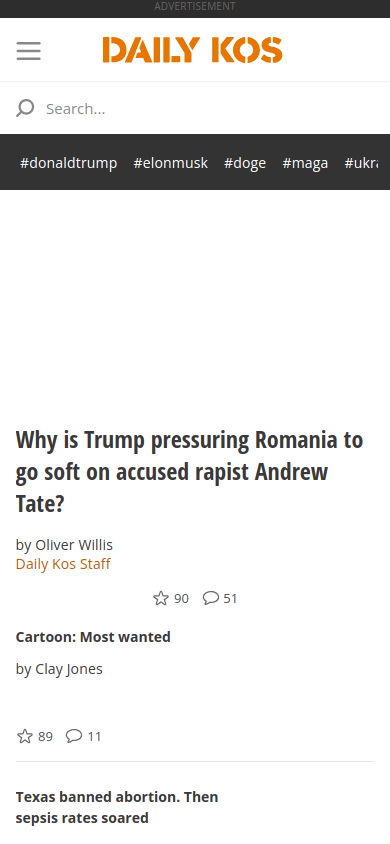 ADVERTISEMENT
DAILY KOS
Search...
#donaldtrump #elonmusk #doge #maga #ukra
Why is Trump pressuring Romania to
go soft on accused rapist Andrew
Tate?
by Oliver Willis
Daily Kos Staff
90 51
Cartoon: Most wanted
by Clay Jones
89 11
Texas banned abortion. Then
sepsis rates soared